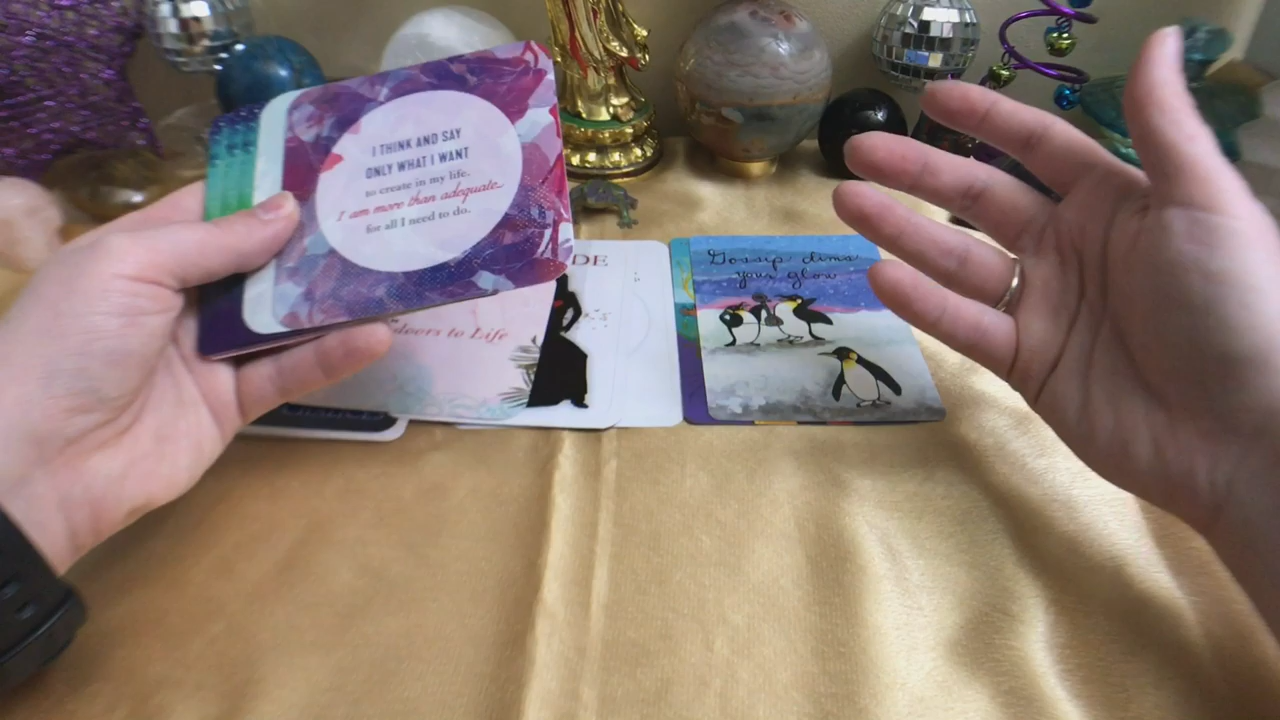 I THINK AND SAY
ONLY WHAT I WANT
to create in my life.
I am more than adequate...
for all I need to do.
DE
doors to Life
Gossip dims
your glow
CHALICE